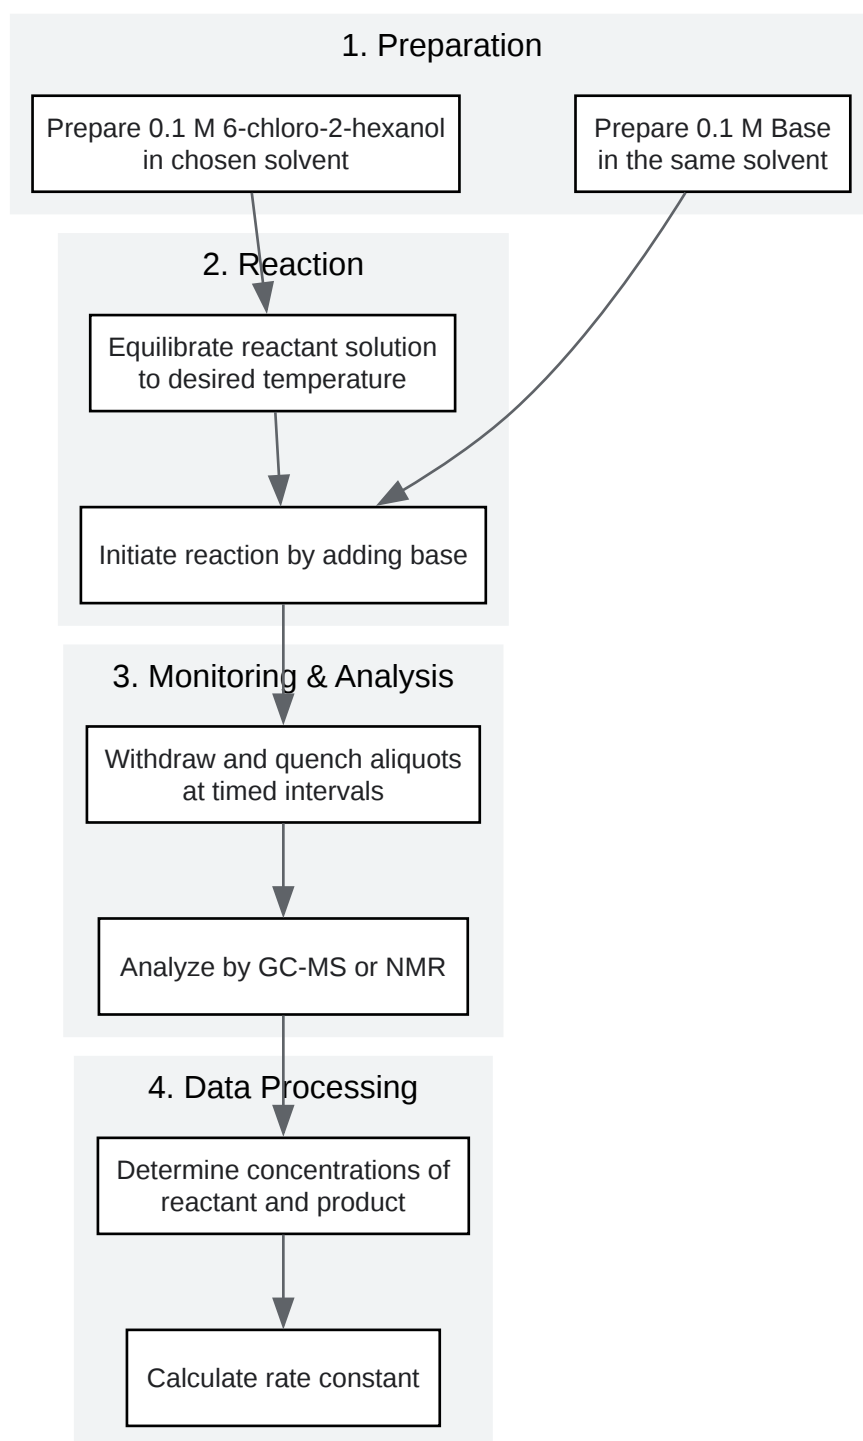 1. Preparation
Prepare 0.1 M 6-chloro-2-hexanol
in chosen solvent
Prepare 0.1 M Base
in the same solvent
2. Reaction
Equilibrate reactant solution
to desired temperature
Initiate reaction by adding base
3. Monitoring & Analysis
Withdraw and quench aliquots
at timed intervals
Analyze by GC-MS or NMR
4. Data Processing
Determine concentrations of
reactant and product
Calculate rate constant